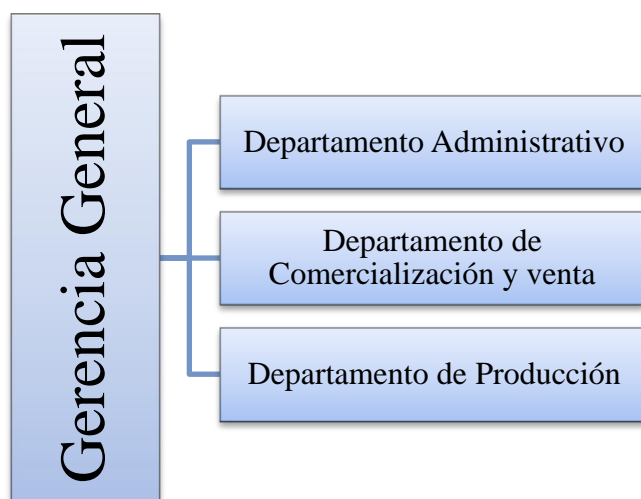 Gerencia General
Departamento Administrativo
Departamento de
Comercialización y venta
Departamento de Producción